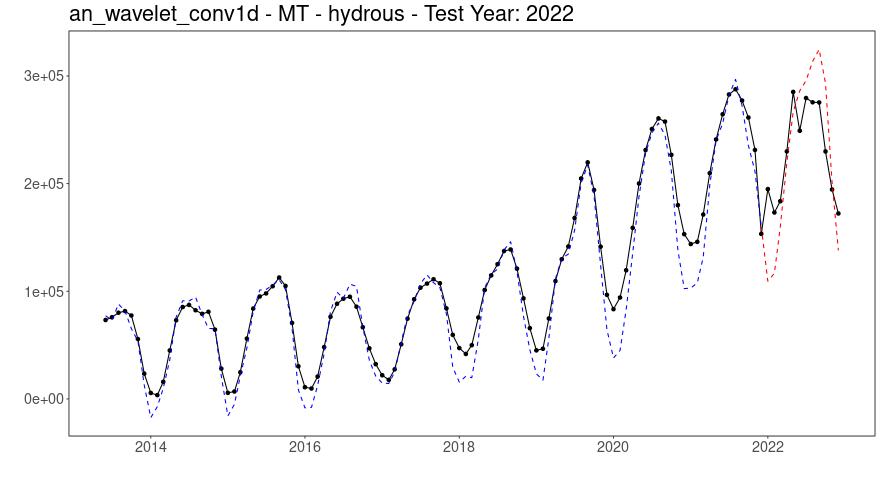 an_wavelet_conv1d - MT - hydrous - Test Year: 2022
3e+05
2e+05
1e+05
0e+00
2014 2016 2018 2020 2022